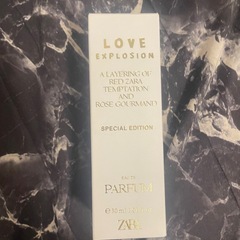 LOVE
EXPLOSION
A LAYERING OF
RED ZARA
TEMPTATION
AND
ROSE GOURMAND
SPECIAL EDITION
PARFUM
ZARA